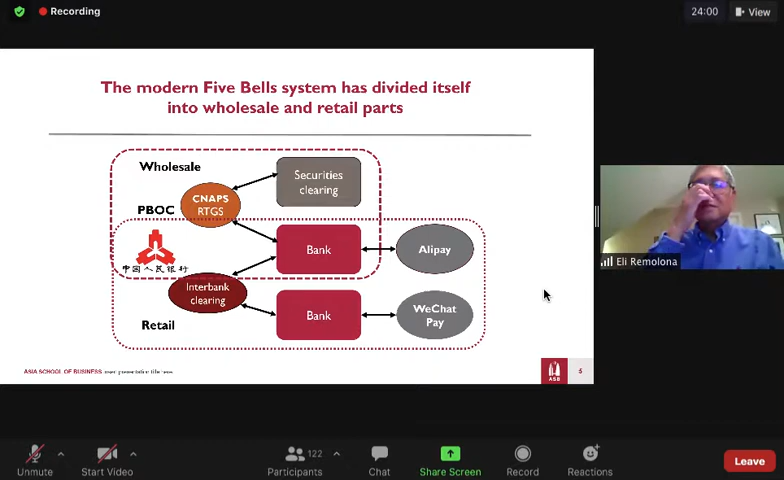 Recording
24:00
View
The modern Five Bells system has divided itself
into wholesale and retail parts
Wholesale
Securities
clearing
CNAPS
RTGS
PBOC
Bank
Alipay
中国人民银行
Interbank
clearing
Bank
WeChat
Pay
Retail
ASIA SCHOOL OF BUSINESS
ASB
Eli Remolona
Unmute
Start Video
122
Participants
Chat
Share Screen
Record
Reactions
Leave